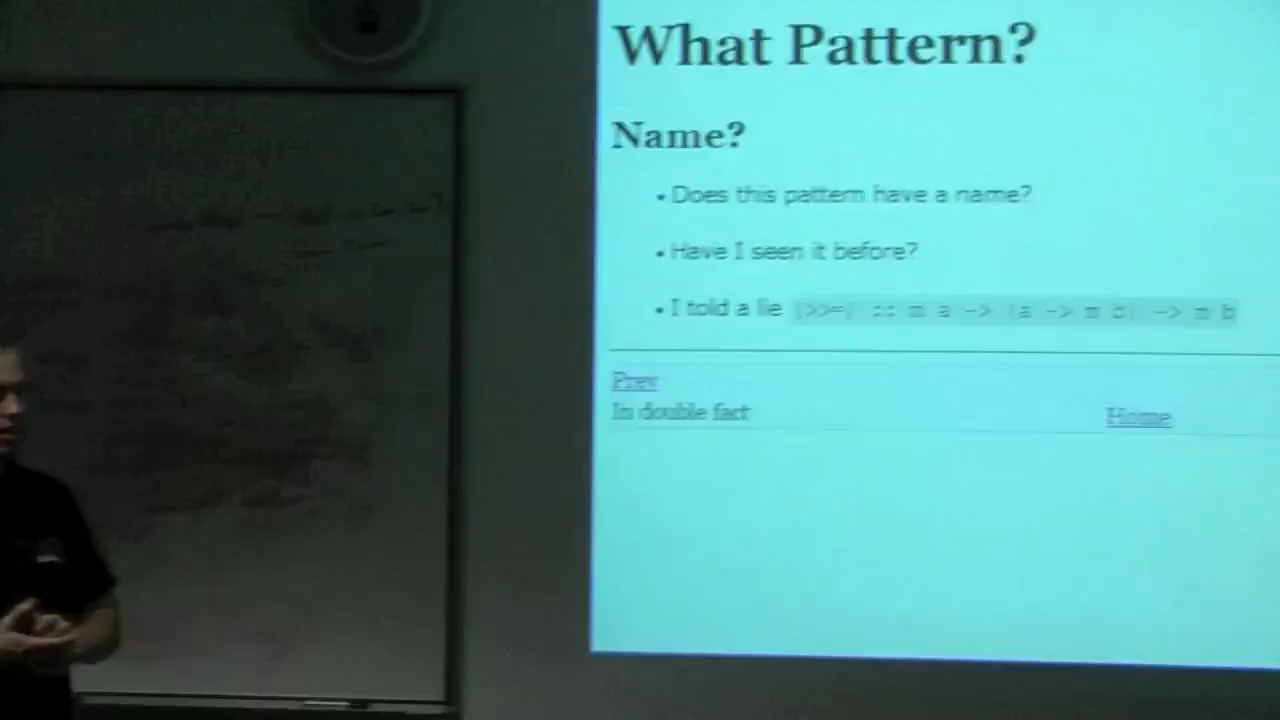 What Pattern?
Name?
• Does this pattern have a name?
• Have I seen it before?
• I told a lie (>>=) :: m a -> (a -> m b) -> m b
Prev
In double fact
Home